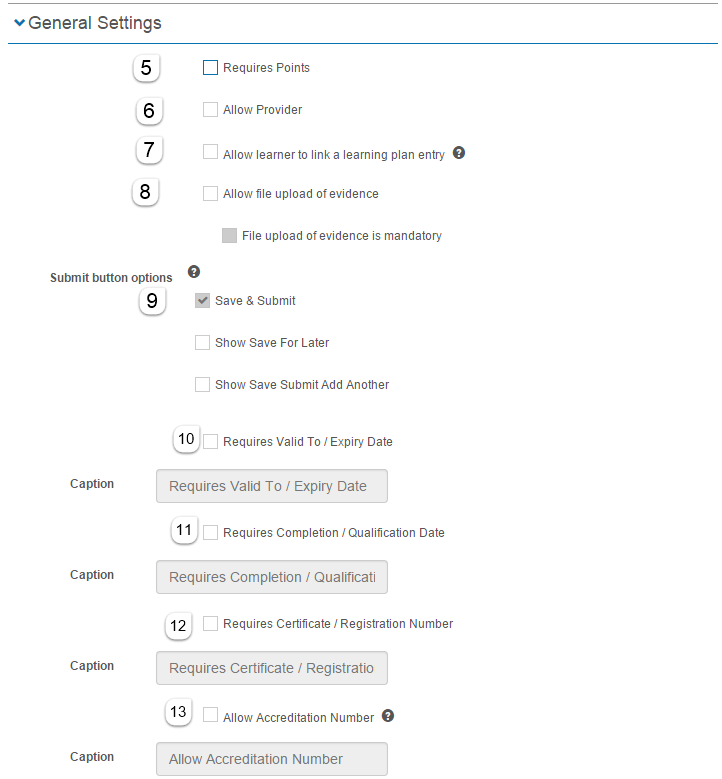 General Settings
5 Requires Points
6 Allow Provider
7 Allow learner to link a learning plan entry ?
8 Allow file upload of evidence
File upload of evidence is mandatory
Submit button options ?
9 Save & Submit
Show Save For Later
Show Save Submit Add Another
10 Requires Valid To / Expiry Date
Caption Requires Valid To / Expiry Date
11 Requires Completion / Qualification Date
Caption Requires Completion / Qualificati
12 Requires Certificate / Registration Number
Caption Requires Certificate / Registratio
13 Allow Accreditation Number ?
Caption Allow Accreditation Number